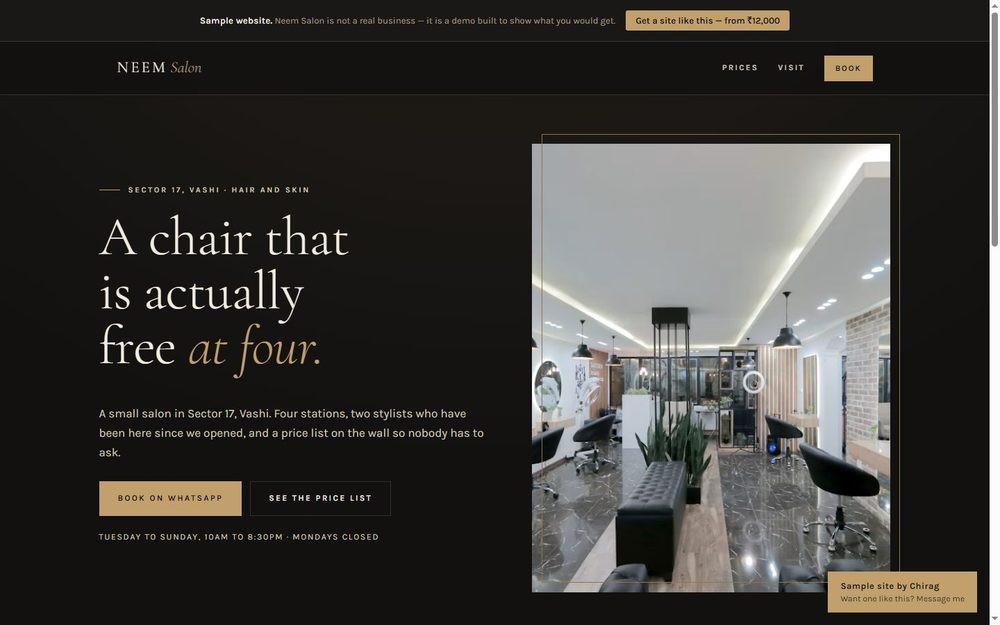 Sample website. Neem Salon is not a real business — it is a demo built to show what you would get.
Get a site like this — from ₹12,000
NEEM Salon
PRICES
VISIT
BOOK
SECTOR 17, VASHI · HAIR AND SKIN
A chair that
is actually
free at four.
A small salon in Sector 17, Vashi. Four stations, two stylists who have
been here since we opened, and a price list on the wall so nobody has to
ask.
BOOK ON WHATSAPP
SEE THE PRICE LIST
TUESDAY TO SUNDAY, 10AM TO 8:30PM · MONDAYS CLOSED
Sample site by Chirag
Want one like this? Message me